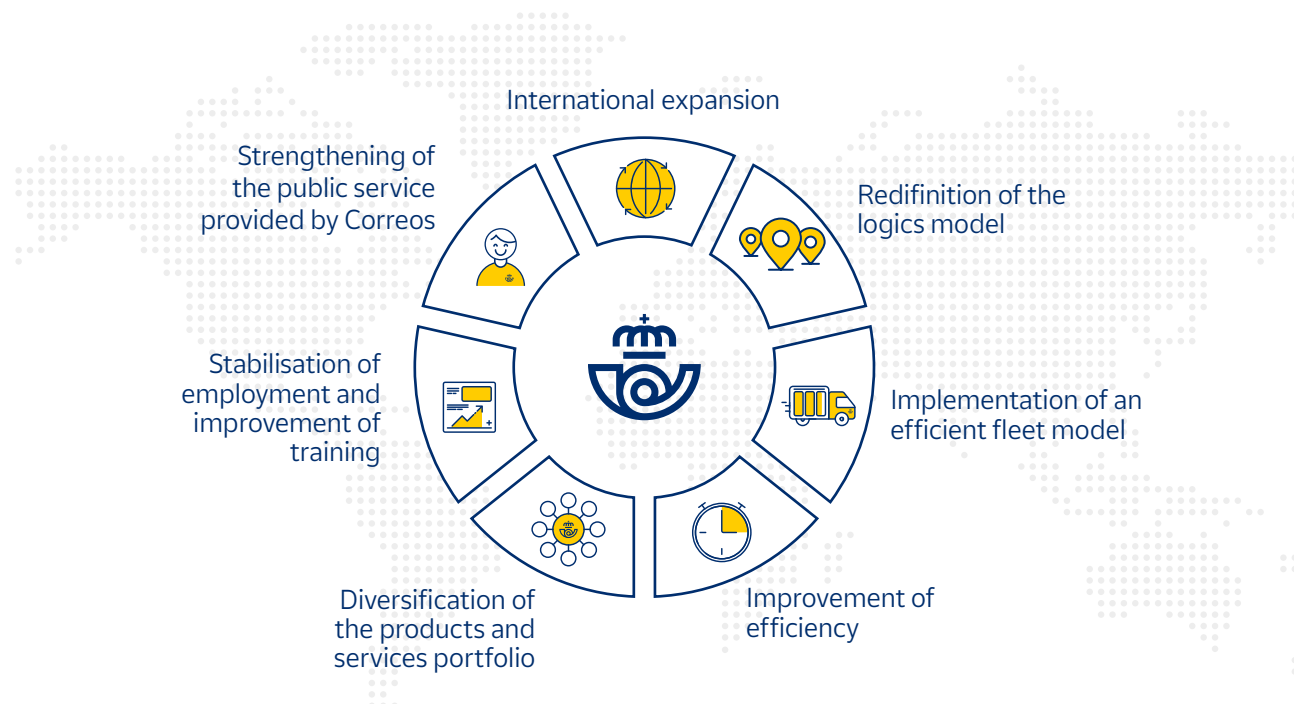 International expansion
Strengthening of
the public service
provided by Correos
Redifinition of the
logics model
Stabilisation of
employment and
improvement of
training
Implementation of an
efficient fleet model
Diversification of
the products and
services portfolio
Improvement of
efficiency